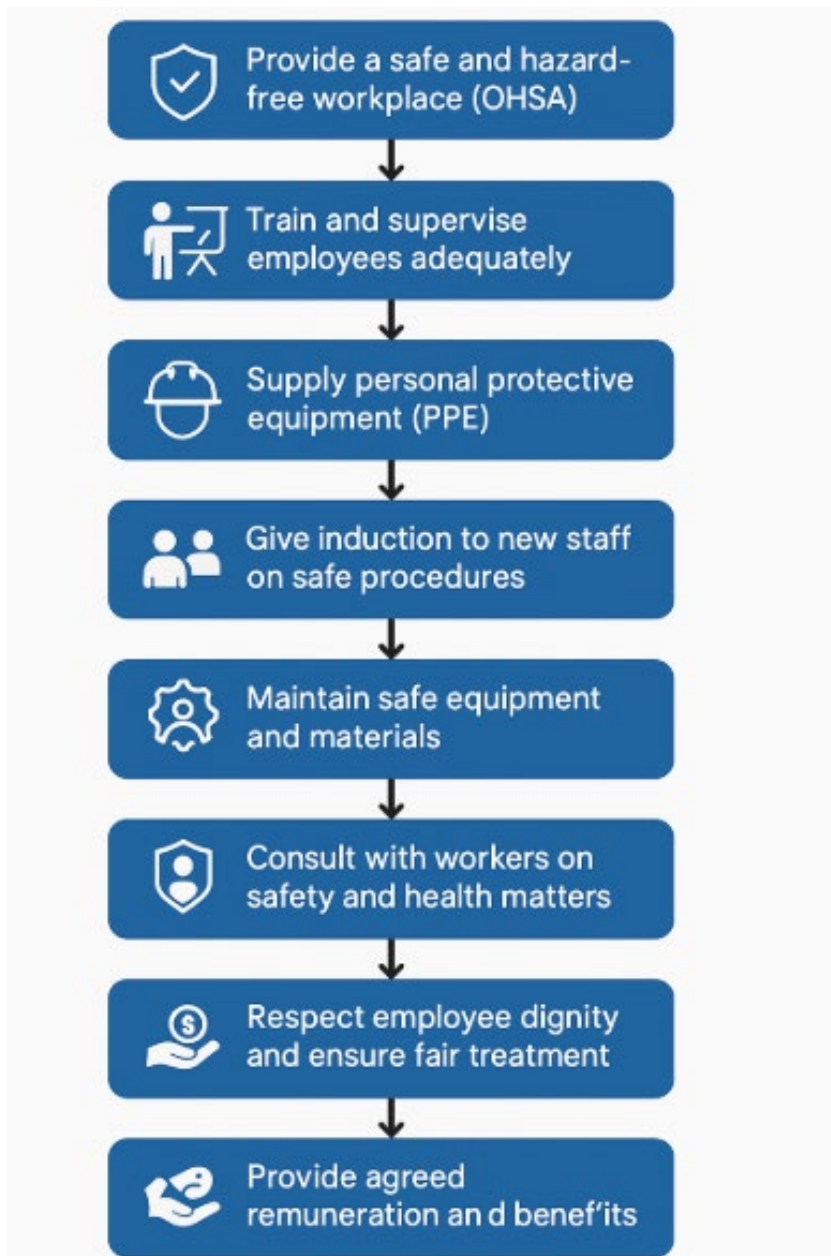 Provide a safe and hazard-
free workplace (OHSA)
Train and supervise
employees adequately
Supply personal protective
equipment (PPE)
Give induction to new staff
on safe procedures
Maintain safe equipment
and materials
Consult with workers on
safety and health matters
$
Respect employee dignity
and ensure fair treatment
Provide agreed
remuneration an d benef'its